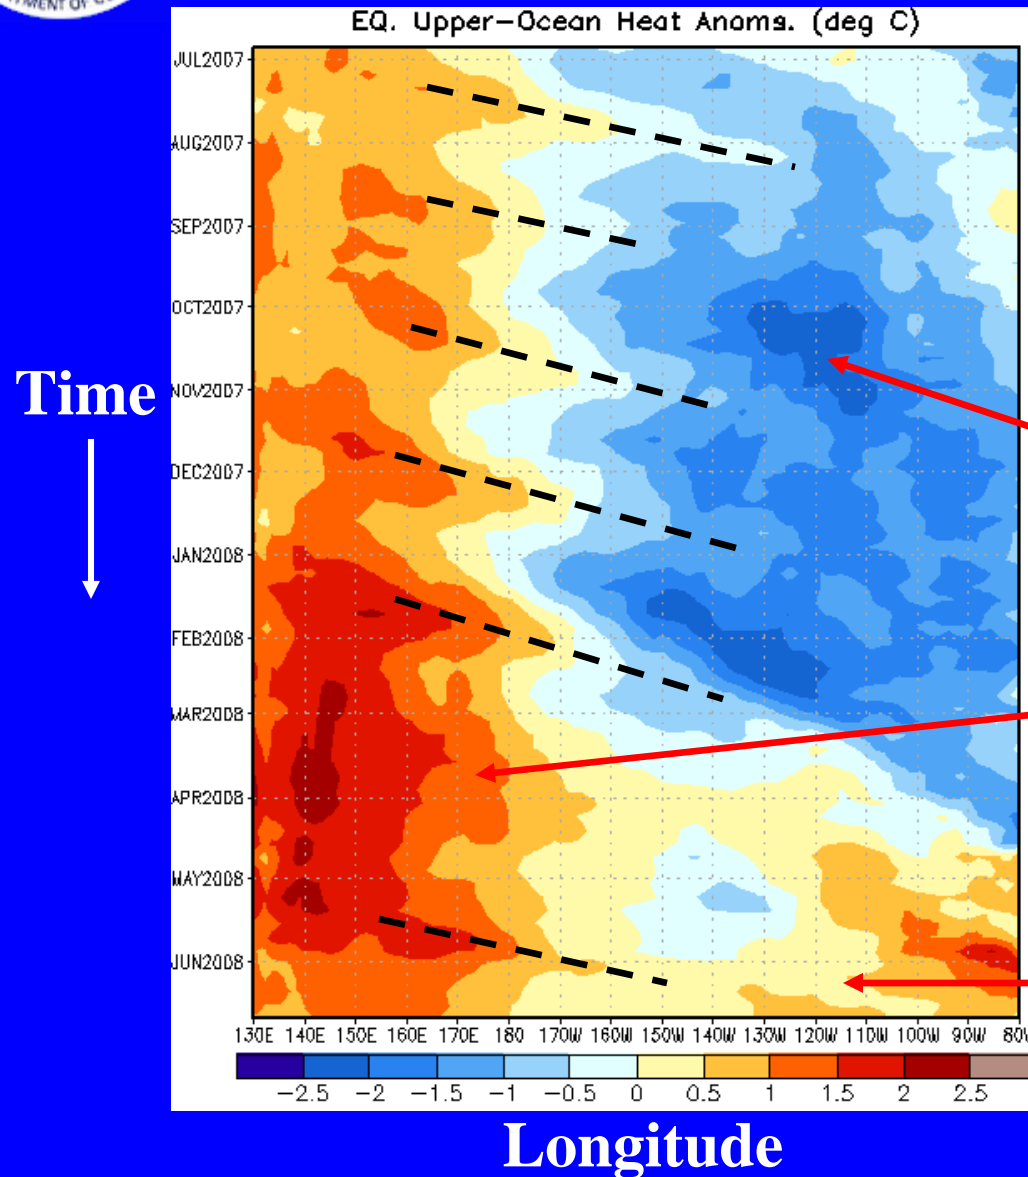 EQ. Upper-Ocean Heat Anoms. (deg C)
JUL2007
AUG2007
SEP2007
OCT2007
Time
NOV2007
DEC2007
JAN2008
FEB2008
MAR2008
APR2008
MAY2008
JUN2008
130E 140E 150E 160E 170E 180 170W 160W 150W 140W 130W 120W 110W 100W 90W 80W
-2.5 -2 -1.5 -1 -0.5 0 0.5 1 1.5 2 2.5
Longitude